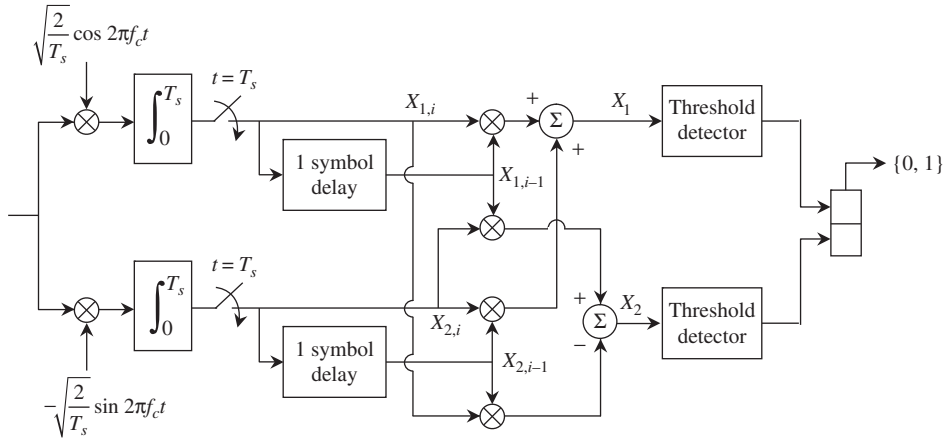 √(2/T_s) cos 2πf_c t
∫_0^{T_s}
t = T_s
X_{1,i}
1 symbol
delay
X_{1,i–1}
+
Σ
+
X_1
Threshold
detector
{0, 1}
∫_0^{T_s}
t = T_s
X_{2,i}
1 symbol
delay
X_{2,i–1}
+
Σ
−
X_2
Threshold
detector
−√(2/T_s) sin 2πf_c t